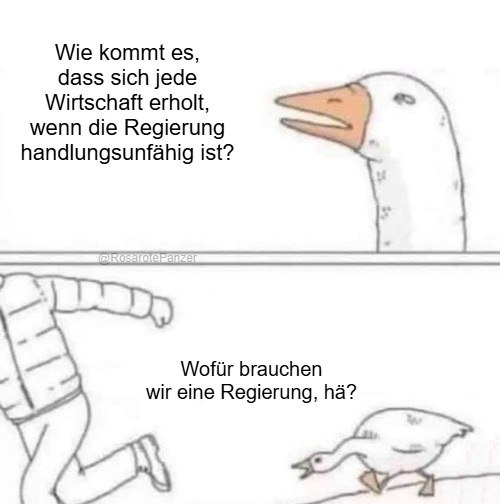 Wie kommt es,
dass sich jede
Wirtschaft erholt,
wenn die Regierung
handlungsunfähig ist?
@RosarotePanzer
Wofür brauchen
wir eine Regierung, hä?